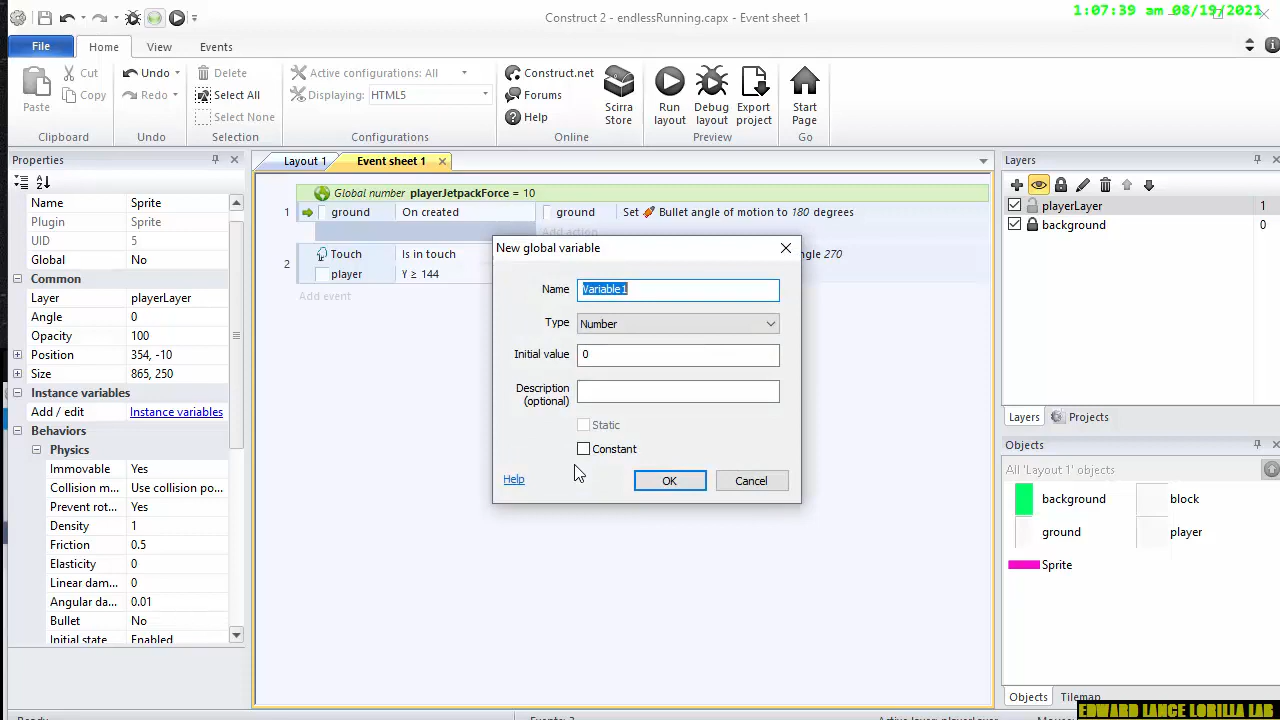 Construct 2 - endlessRunning.capx - Event sheet 1
1:07:39 am 08/19/2021
File Home View Events
Paste
Cut
Copy
Clipboard
Undo
Redo
Undo
Delete
Select All
Select None
Selection
Active configurations: All
Displaying: HTML5
Configurations
Construct.net
Forums
Help
Scirra
Store
Online
Run
layout
Debug
layout
Export
project
Preview
Start
Page
Go
Properties
Name Sprite
Plugin Sprite
UID 5
Global No
Common
Layer playerLayer
Angle 0
Opacity 100
Position 354, -10
Size 865, 250
Instance variables
Add / edit Instance variables
Behaviors
Physics
Immovable Yes
Collision m... Use collision po...
Prevent rot... Yes
Density 1
Friction 0.5
Elasticity 0
Linear dam... 0
Angular da... 0.01
Bullet No
Initial state Enabled
Layout 1 Event sheet 1
Global number playerJetpackForce = 10
1 ground On created ground Set Bullet angle of motion to 180 degrees
Add action
2 Touch Is in touch
player Y ≥ 144
gle 270
Add event
New global variable
Name Variable1
Type Number
Initial value 0
Description
(optional)
Static
Constant
Help OK Cancel
Layers
playerLayer 1
background 0
Layers Projects
Objects
All 'Layout 1' objects
background block
ground player
Sprite
Objects Tilemap
EDWARD LANCE LORILLA LAB